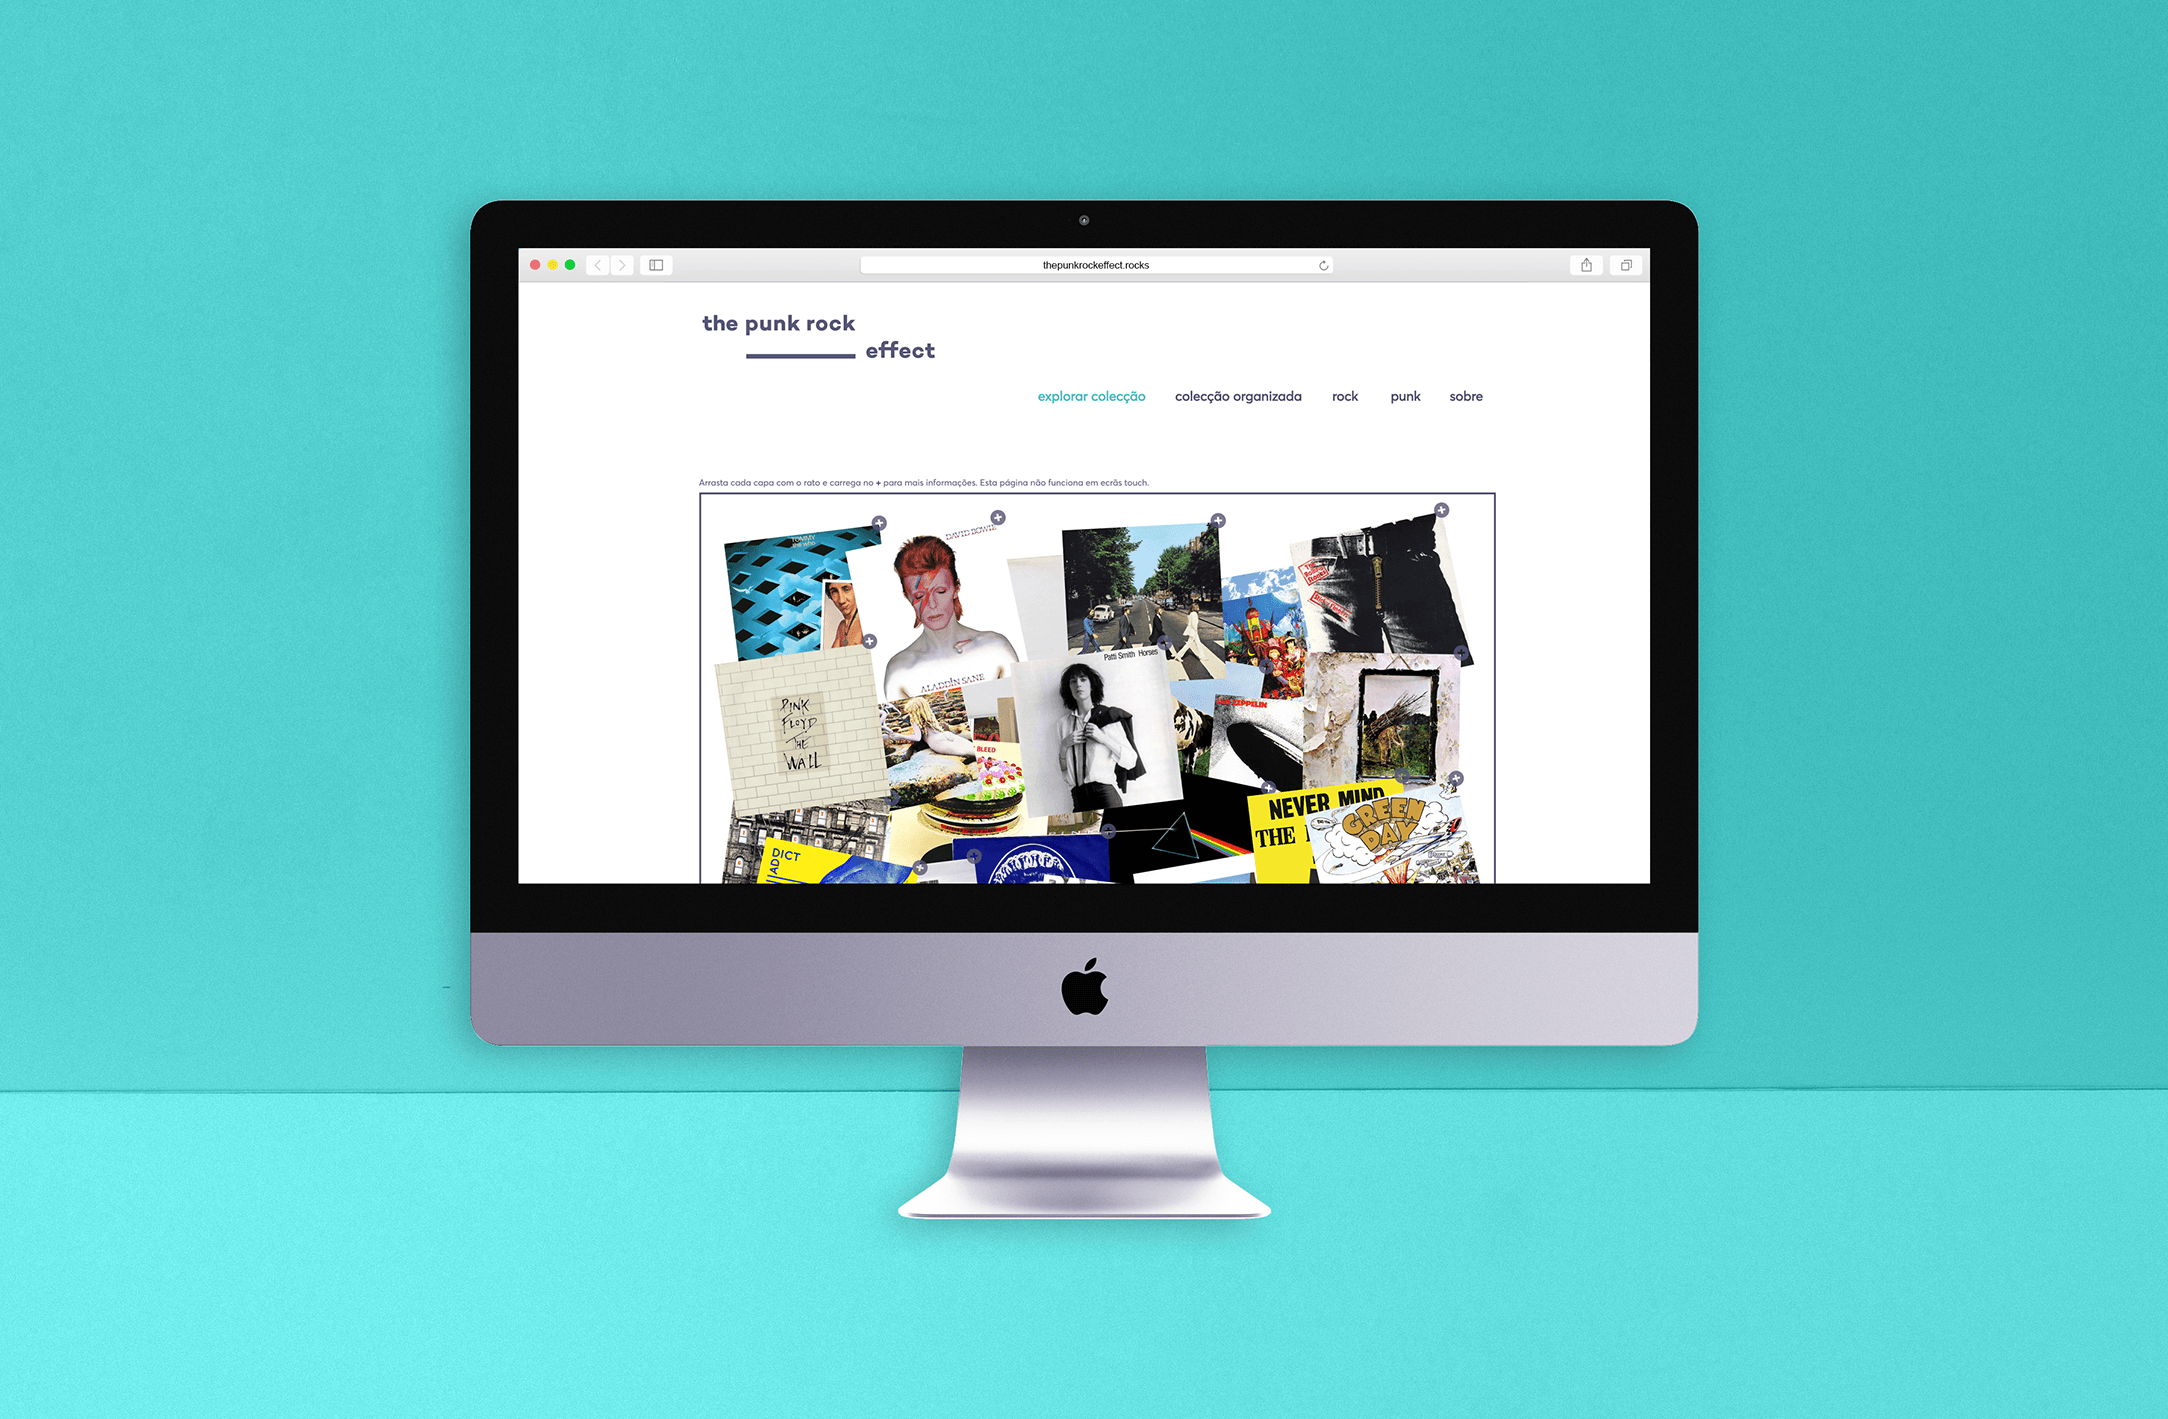 thepunkrockeffect.rocks
the punk rock
effect
explorar colecção colecção organizada rock punk sobre
Arrasta cada capa com o rato e carrega no + para mais informações. Esta página não funciona em ecrãs touch.
TOMMY
the who
DAVID BOWIE
ALADDIN SANE
Patti Smith Horses
PINK
FLOYD
THE
WALL
LED ZEPPELIN
BLEED
NEVER MIND
THE
GREEN
DAY
DICT
AD